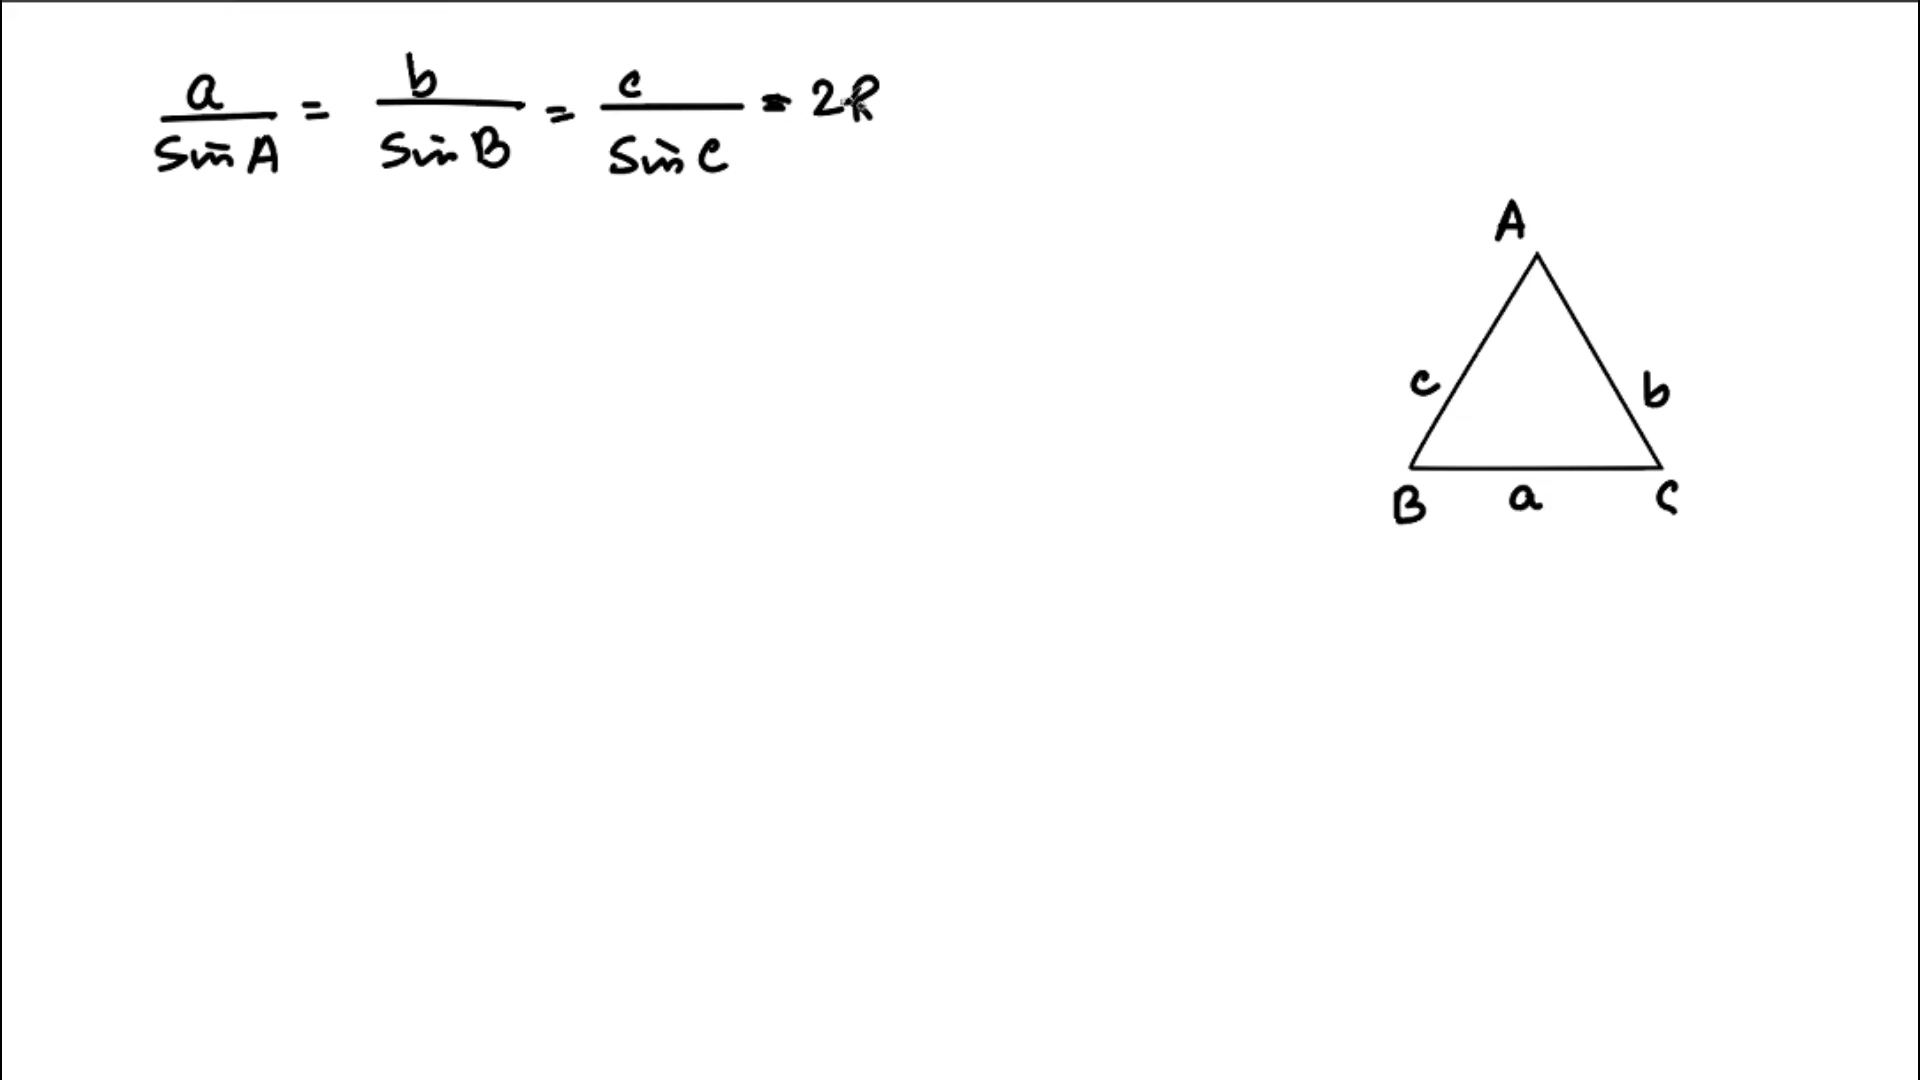 a/Sin A = b/Sin B = c/Sin C = 2R
A
c b
B a C